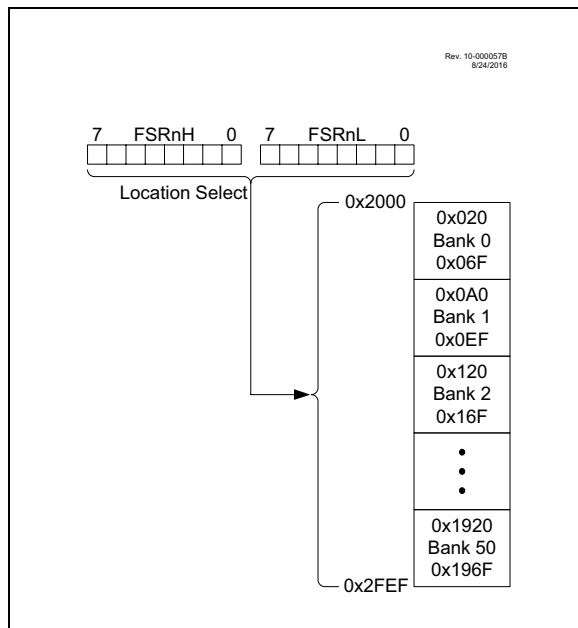 Rev. 10-000057B
8/24/2016
7 FSRnH 0 7 FSRnL 0
Location Select
0x2000
0x020
Bank 0
0x06F
0x0A0
Bank 1
0x0EF
0x120
Bank 2
0x16F
0x1920
Bank 50
0x196F
0x2FEF